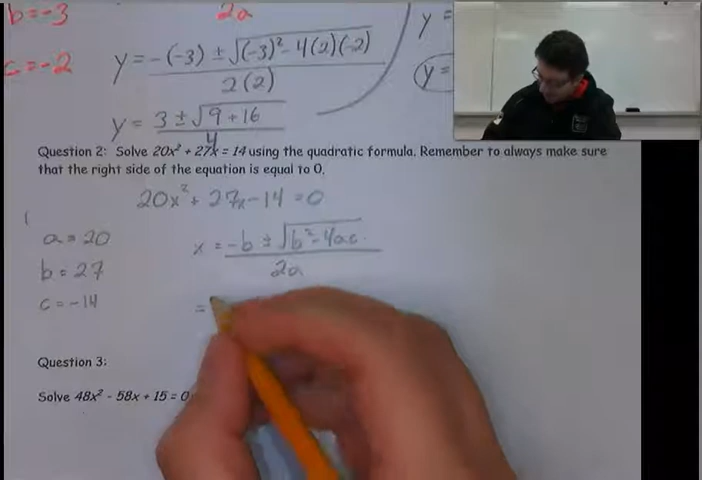 b = -3
2a
y =
c = -2
y = -(-3) ± √(-3)² - 4(2)(-2)
2(2)
y =
y = 3 ± √9 + 16
4
Question 2: Solve 20x² + 27x = 14 using the quadratic formula. Remember to always make sure
that the right side of the equation is equal to 0.
20x² + 27x - 14 = 0
a = 20
x = -b ± √b² - 4ac
2a
b = 27
c = -14
=
Question 3:
Solve 48x² - 58x + 15 = 0